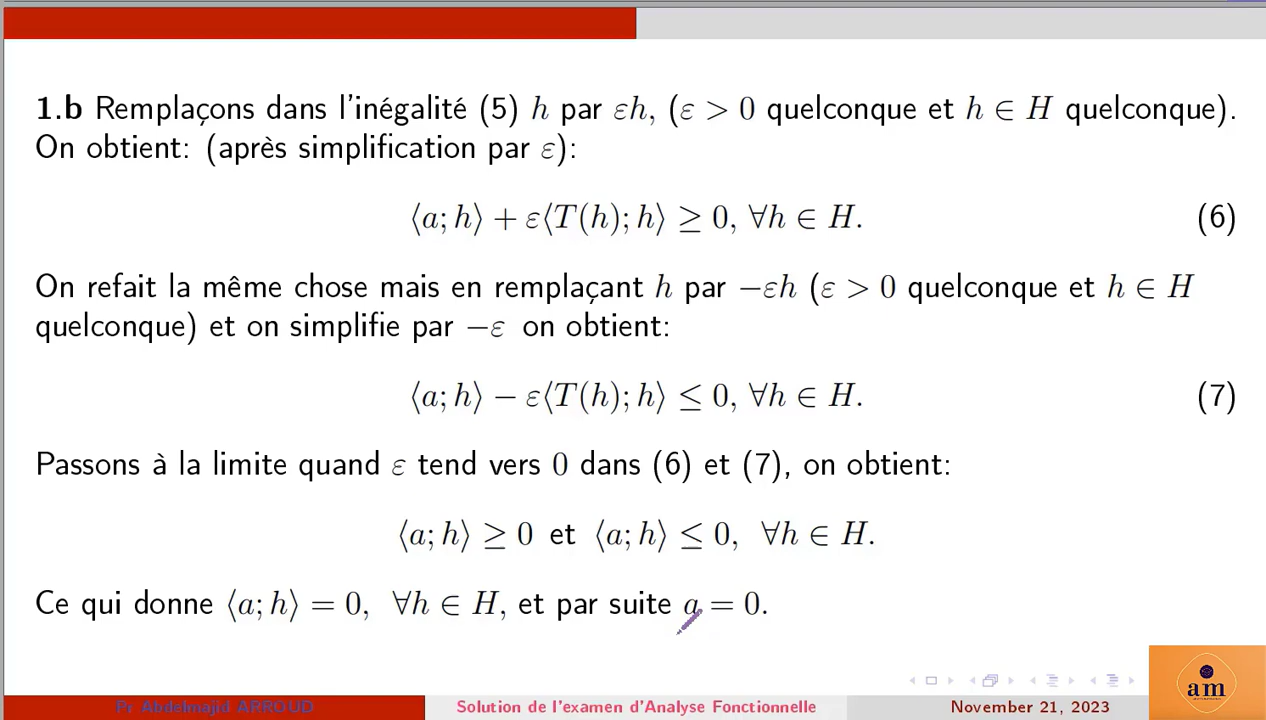 1.b Remplaçons dans l'inégalité (5) h par εh, (ε > 0 quelconque et h ∈ H quelconque).
On obtient: (après simplification par ε):
⟨a; h⟩ + ε⟨T(h); h⟩ ≥ 0, ∀h ∈ H. (6)
On refait la même chose mais en remplaçant h par −εh (ε > 0 quelconque et h ∈ H
quelconque) et on simplifie par −ε on obtient:
⟨a; h⟩ − ε⟨T(h); h⟩ ≤ 0, ∀h ∈ H. (7)
Passons à la limite quand ε tend vers 0 dans (6) et (7), on obtient:
⟨a; h⟩ ≥ 0 et ⟨a; h⟩ ≤ 0, ∀h ∈ H.
Ce qui donne ⟨a; h⟩ = 0, ∀h ∈ H, et par suite a = 0.
am
Pr Abdelmajid ARROUD Solution de l'examen d'Analyse Fonctionnelle November 21, 2023